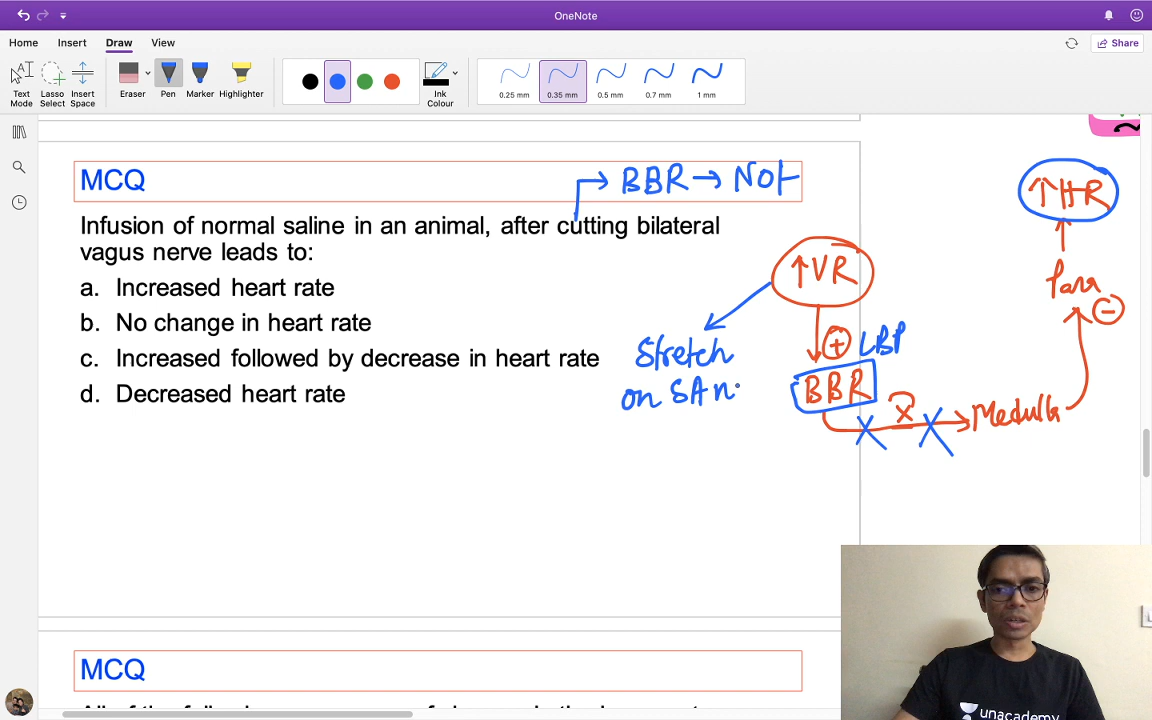 OneNote
Home Insert Draw View
Share
Text Mode
Lasso Select
Insert Space
Eraser
Pen
Marker
Highlighter
Ink Colour
0.25 mm
0.35 mm
0.5 mm
0.7 mm
1 mm
MCQ
BBR → Not
Infusion of normal saline in an animal, after cutting bilateral
vagus nerve leads to:
a. Increased heart rate
b. No change in heart rate
c. Increased followed by decrease in heart rate
d. Decreased heart rate
↑VR
Stretch
on SAN
+
LBP
BBR
X
Medulla
Para
−
↑HR
MCQ
unacademy